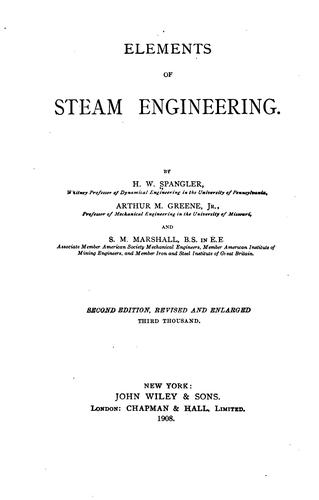 ELEMENTS
OF
STEAM ENGINEERING.
BY
H. W. SPANGLER,
Whitney Professor of Dynamical Engineering in the University of Pennsylvania,
ARTHUR M. GREENE, JR.,
Professor of Mechanical Engineering in the University of Missouri,
AND
S. M. MARSHALL, B.S. IN E.E
Associate Member American Society Mechanical Engineers, Member American Institute of
Mining Engineers, and Member Iron and Steel Institute of Great Britain.
SECOND EDITION, REVISED AND ENLARGED
THIRD THOUSAND.
NEW YORK:
JOHN WILEY & SONS.
LONDON: CHAPMAN & HALL, LIMITED.
1908.